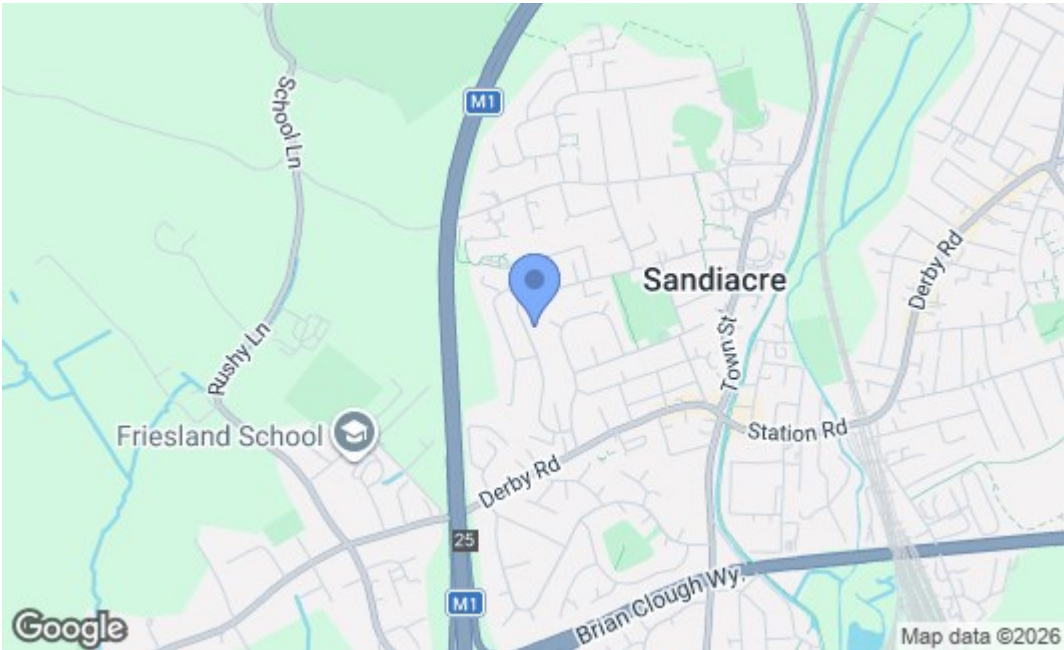 M1
School Ln
Sandiacre
Derby Rd
Rushy Ln
Town St
Friesland School
Station Rd
Derby Rd
25
M1
Brian Clough Wy.
Google
Map data ©2026